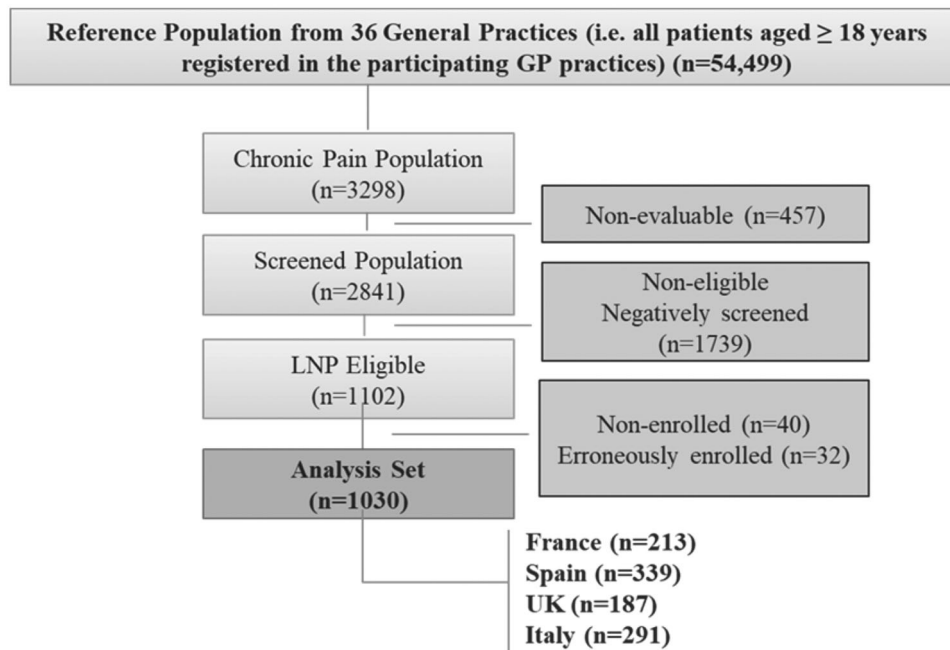 Reference Population from 36 General Practices (i.e. all patients aged ≥ 18 years
registered in the participating GP practices) (n=54,499)
Chronic Pain Population
(n=3298)
Non-evaluable (n=457)
Screened Population
(n=2841)
Non-eligible
Negatively screened
(n=1739)
LNP Eligible
(n=1102)
Non-enrolled (n=40)
Erroneously enrolled (n=32)
Analysis Set
(n=1030)
France (n=213)
Spain (n=339)
UK (n=187)
Italy (n=291)